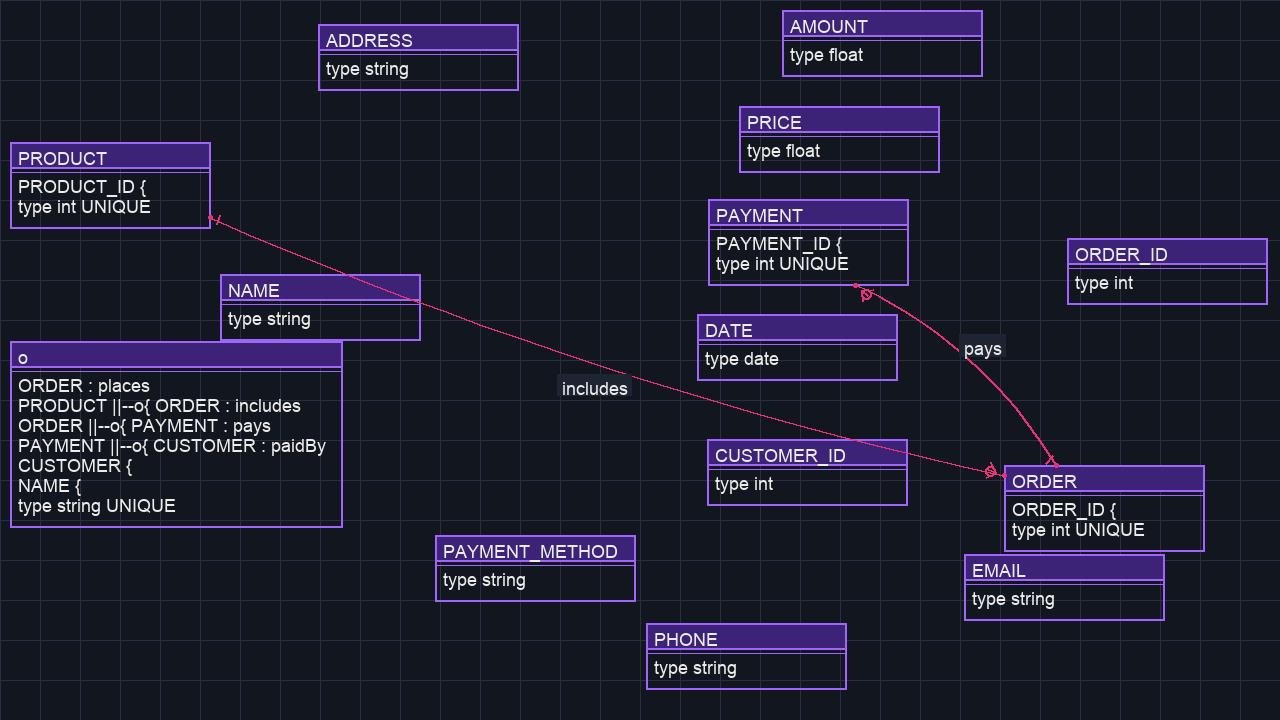 ADDRESS
type string
AMOUNT
type float
PRICE
type float
PRODUCT
PRODUCT_ID {
type int UNIQUE
PAYMENT
PAYMENT_ID {
type int UNIQUE
ORDER_ID
type int
NAME
type string
DATE
type date
pays
o
ORDER : places
PRODUCT ||--o{ ORDER : includes
ORDER ||--o{ PAYMENT : pays
PAYMENT ||--o{ CUSTOMER : paidBy
CUSTOMER {
NAME {
type string UNIQUE
includes
CUSTOMER_ID
type int
ORDER
ORDER_ID {
type int UNIQUE
PAYMENT_METHOD
type string
EMAIL
type string
PHONE
type string